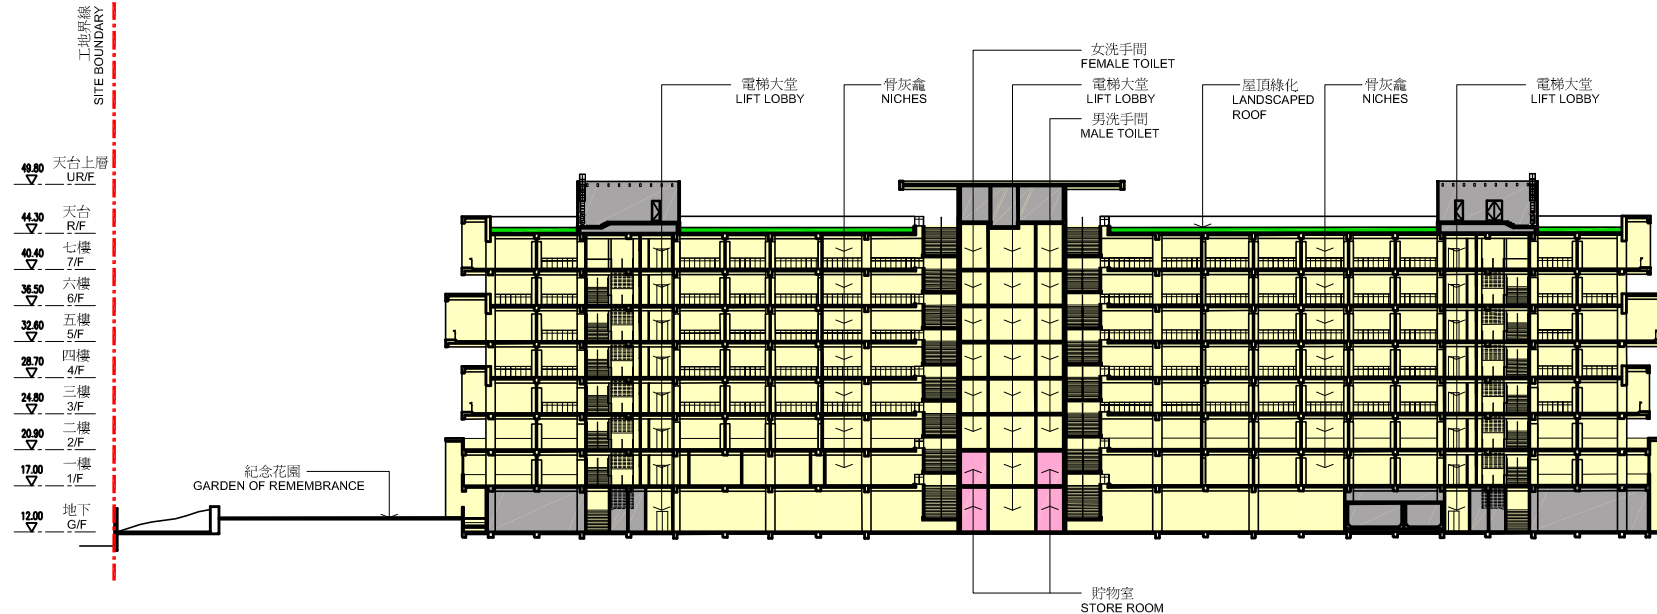 工地界線
SITE BOUNDARY
女洗手間
FEMALE TOILET
電梯大堂
LIFT LOBBY
骨灰龕
NICHES
電梯大堂
LIFT LOBBY
屋頂綠化
LANDSCAPED
ROOF
骨灰龕
NICHES
電梯大堂
LIFT LOBBY
男洗手間
MALE TOILET
49.80 天台上層
UR/F
44.30 天台
R/F
40.40 七樓
7/F
36.50 六樓
6/F
32.60 五樓
5/F
28.70 四樓
4/F
24.80 三樓
3/F
20.90 二樓
2/F
17.00 一樓
1/F
12.00 地下
G/F
紀念花園
GARDEN OF REMEMBRANCE
貯物室
STORE ROOM